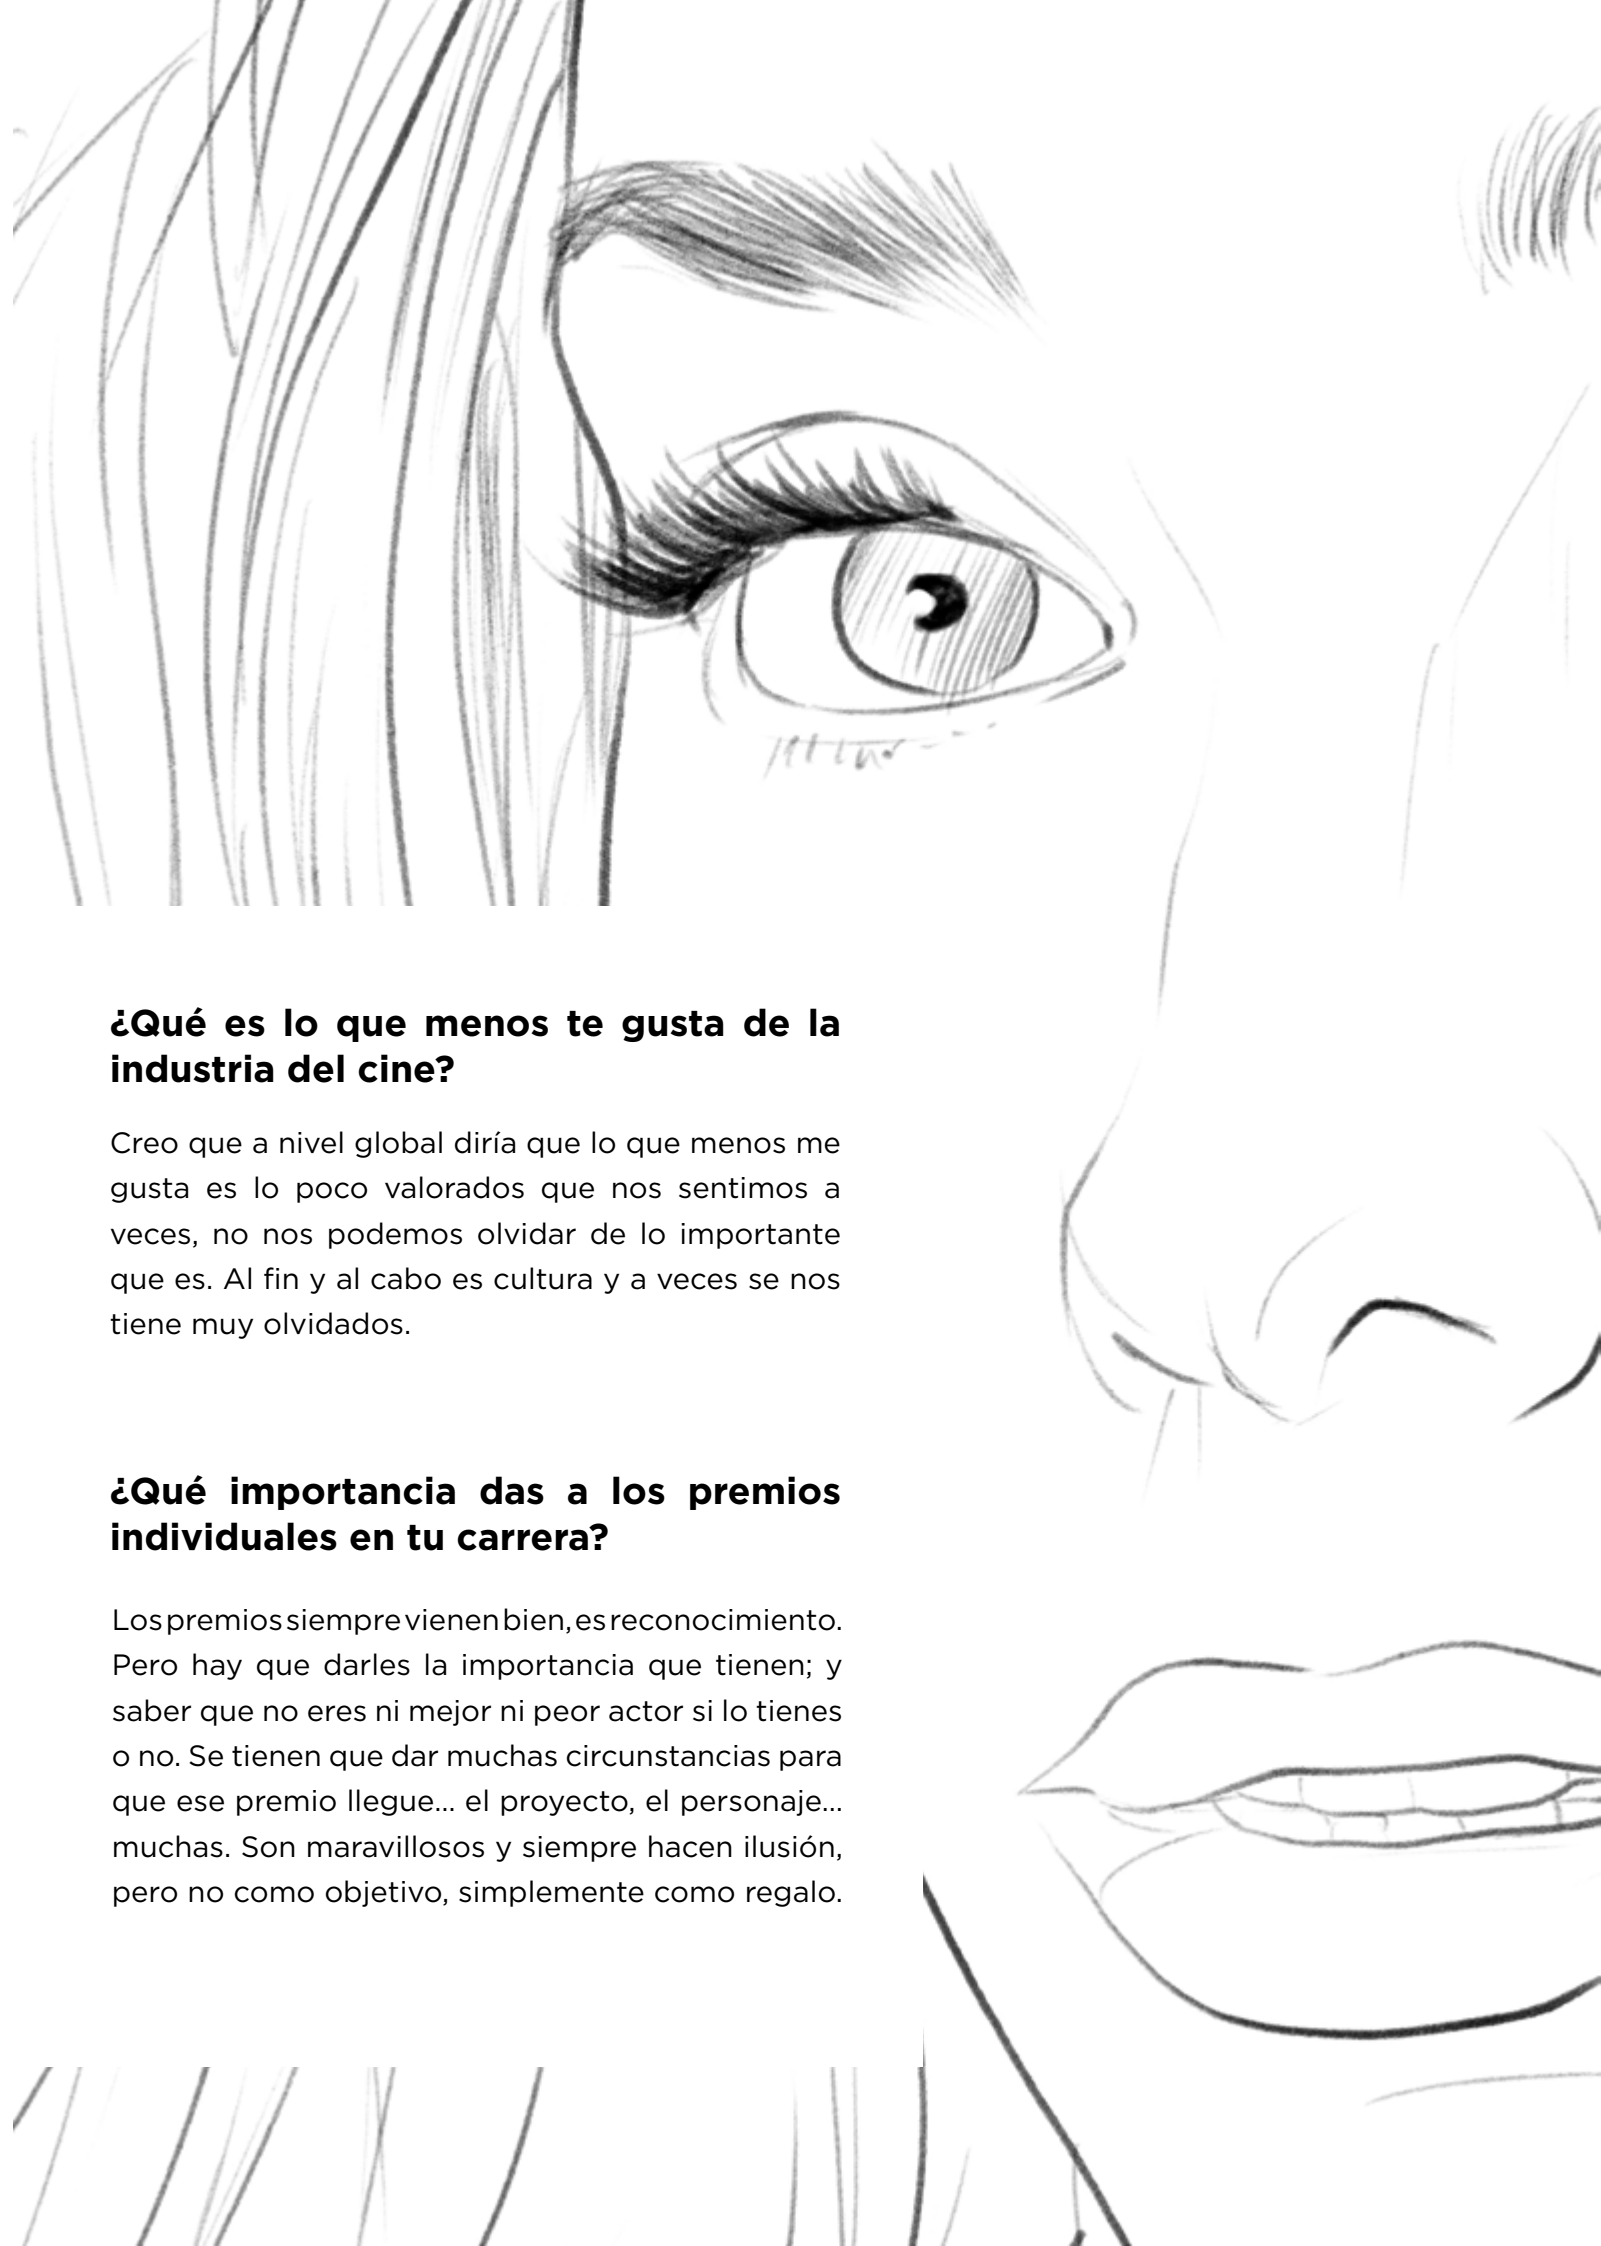 ¿Qué es lo que menos te gusta de la
industria del cine?
Creo que a nivel global diría que lo que menos me
gusta es lo poco valorados que nos sentimos a
veces, no nos podemos olvidar de lo importante
que es. Al fin y al cabo es cultura y a veces se nos
tiene muy olvidados.
¿Qué importancia das a los premios
individuales en tu carrera?
Los premios siempre vienen bien, es reconocimiento.
Pero hay que darles la importancia que tienen; y
saber que no eres ni mejor ni peor actor si lo tienes
o no. Se tienen que dar muchas circunstancias para
que ese premio llegue... el proyecto, el personaje...
muchas. Son maravillosos y siempre hacen ilusión,
pero no como objetivo, simplemente como regalo.